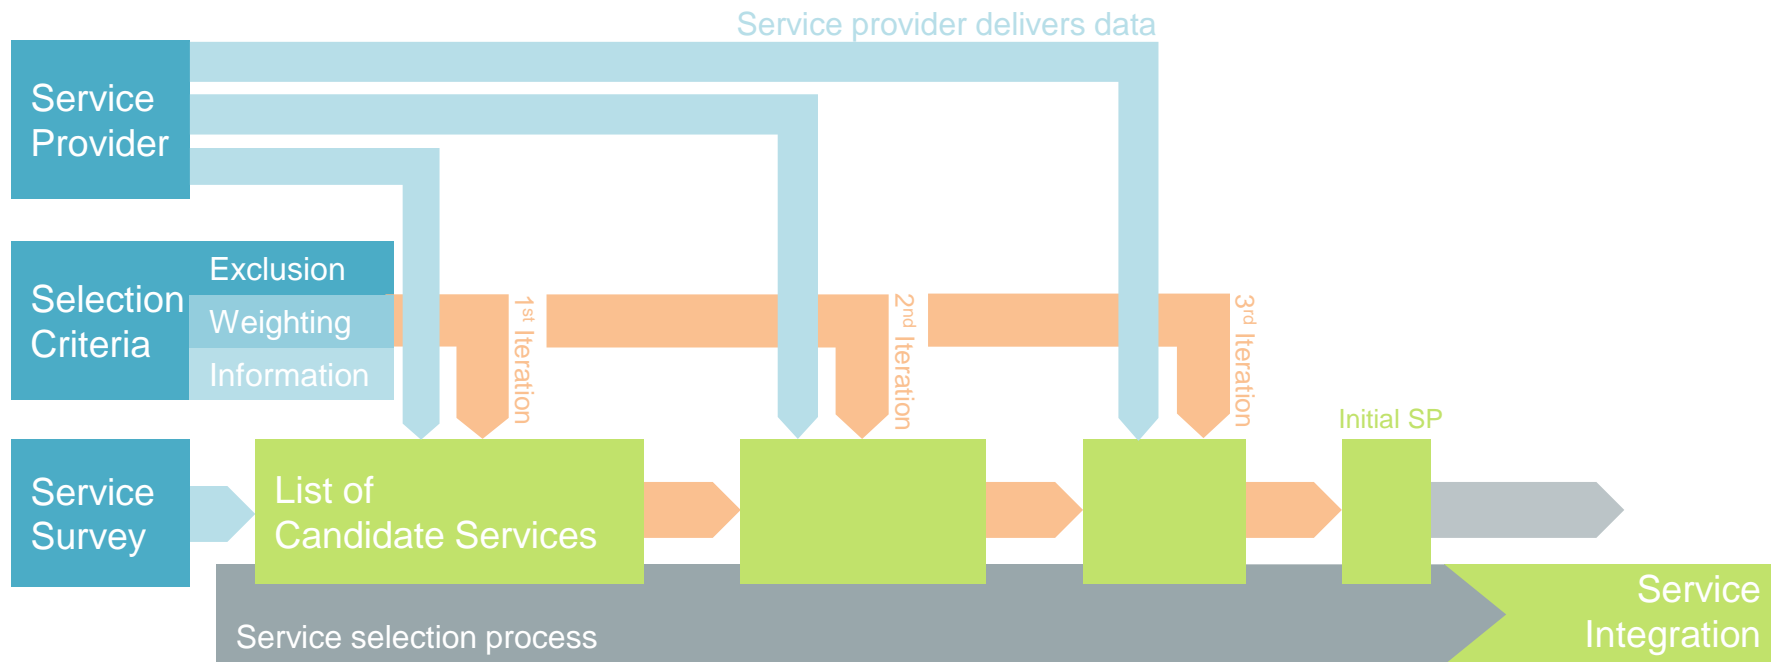 Service provider delivers data
Service
Provider
Selection
Criteria
Exclusion
Weighting
Information
1st Iteration
2nd Iteration
3rd Iteration
Initial SP
Service
Survey
List of
Candidate Services
Service selection process
Service
Integration